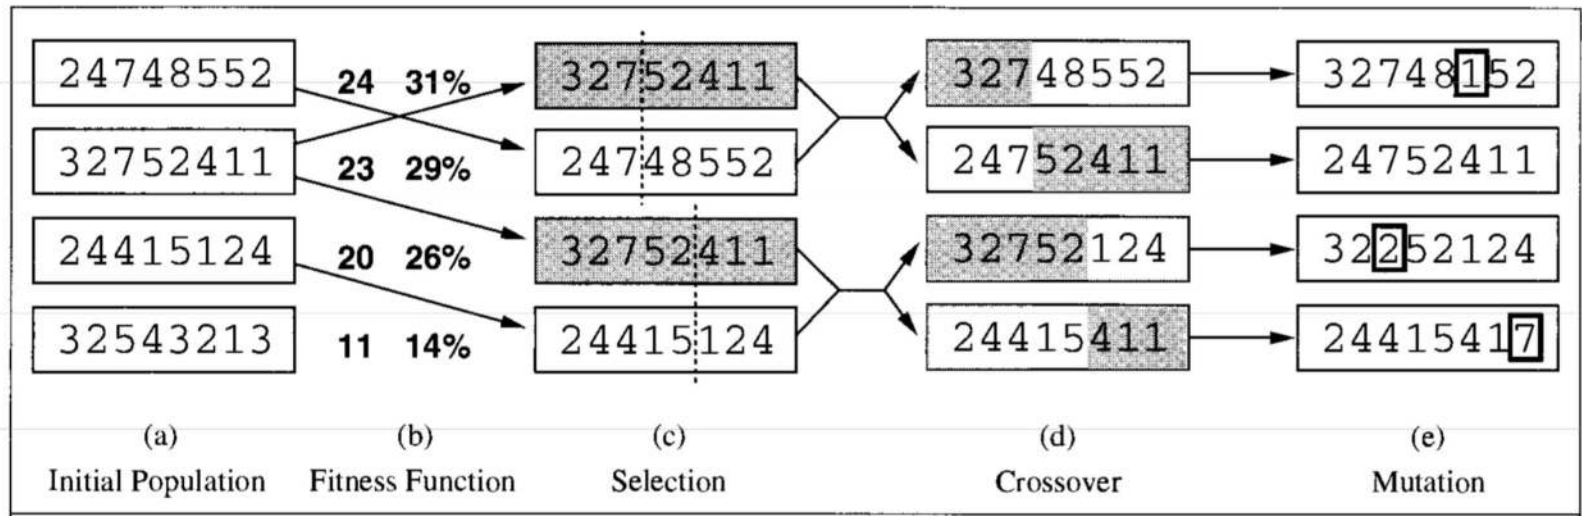 24748552 24 31% 32752411 32748552 32748152
32752411 23 29% 24748552 24752411 24752411
24415124 20 26% 32752411 32752124 32252124
32543213 11 14% 24415124 24415411 24415417
(a) (b) (c) (d) (e)
Initial Population Fitness Function Selection Crossover Mutation